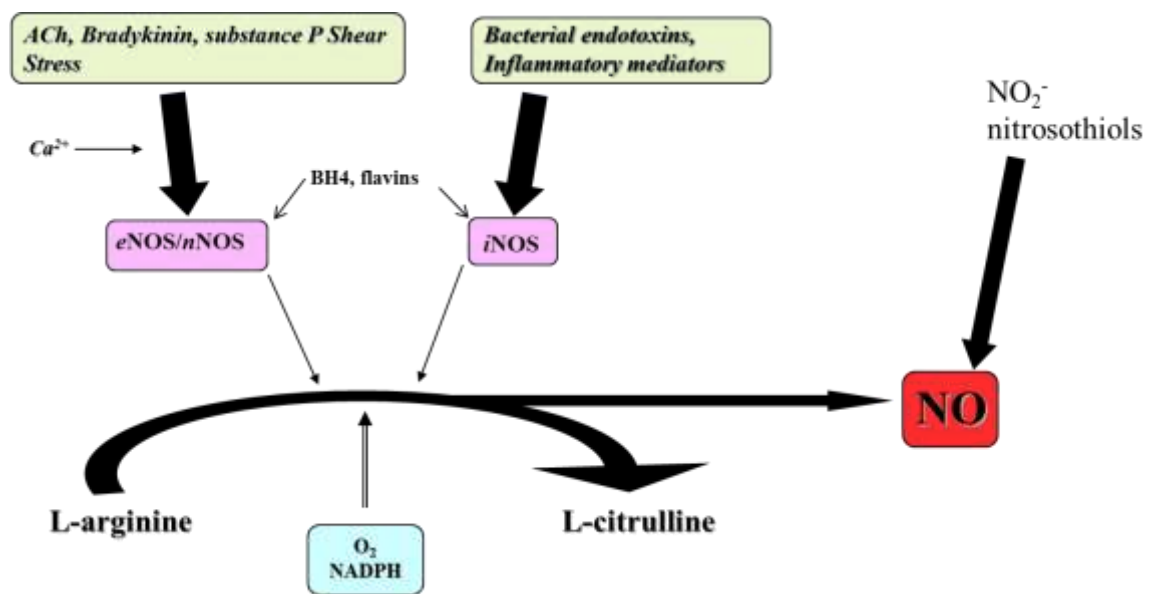 ACh, Bradykinin, substance P Shear
Stress
Bacterial endotoxins,
Inflammatory mediators
NO₂⁻
nitrosothiols
Ca²⁺
BH4, flavins
eNOS/nNOS
iNOS
NO
L-arginine
L-citrulline
O₂
NADPH